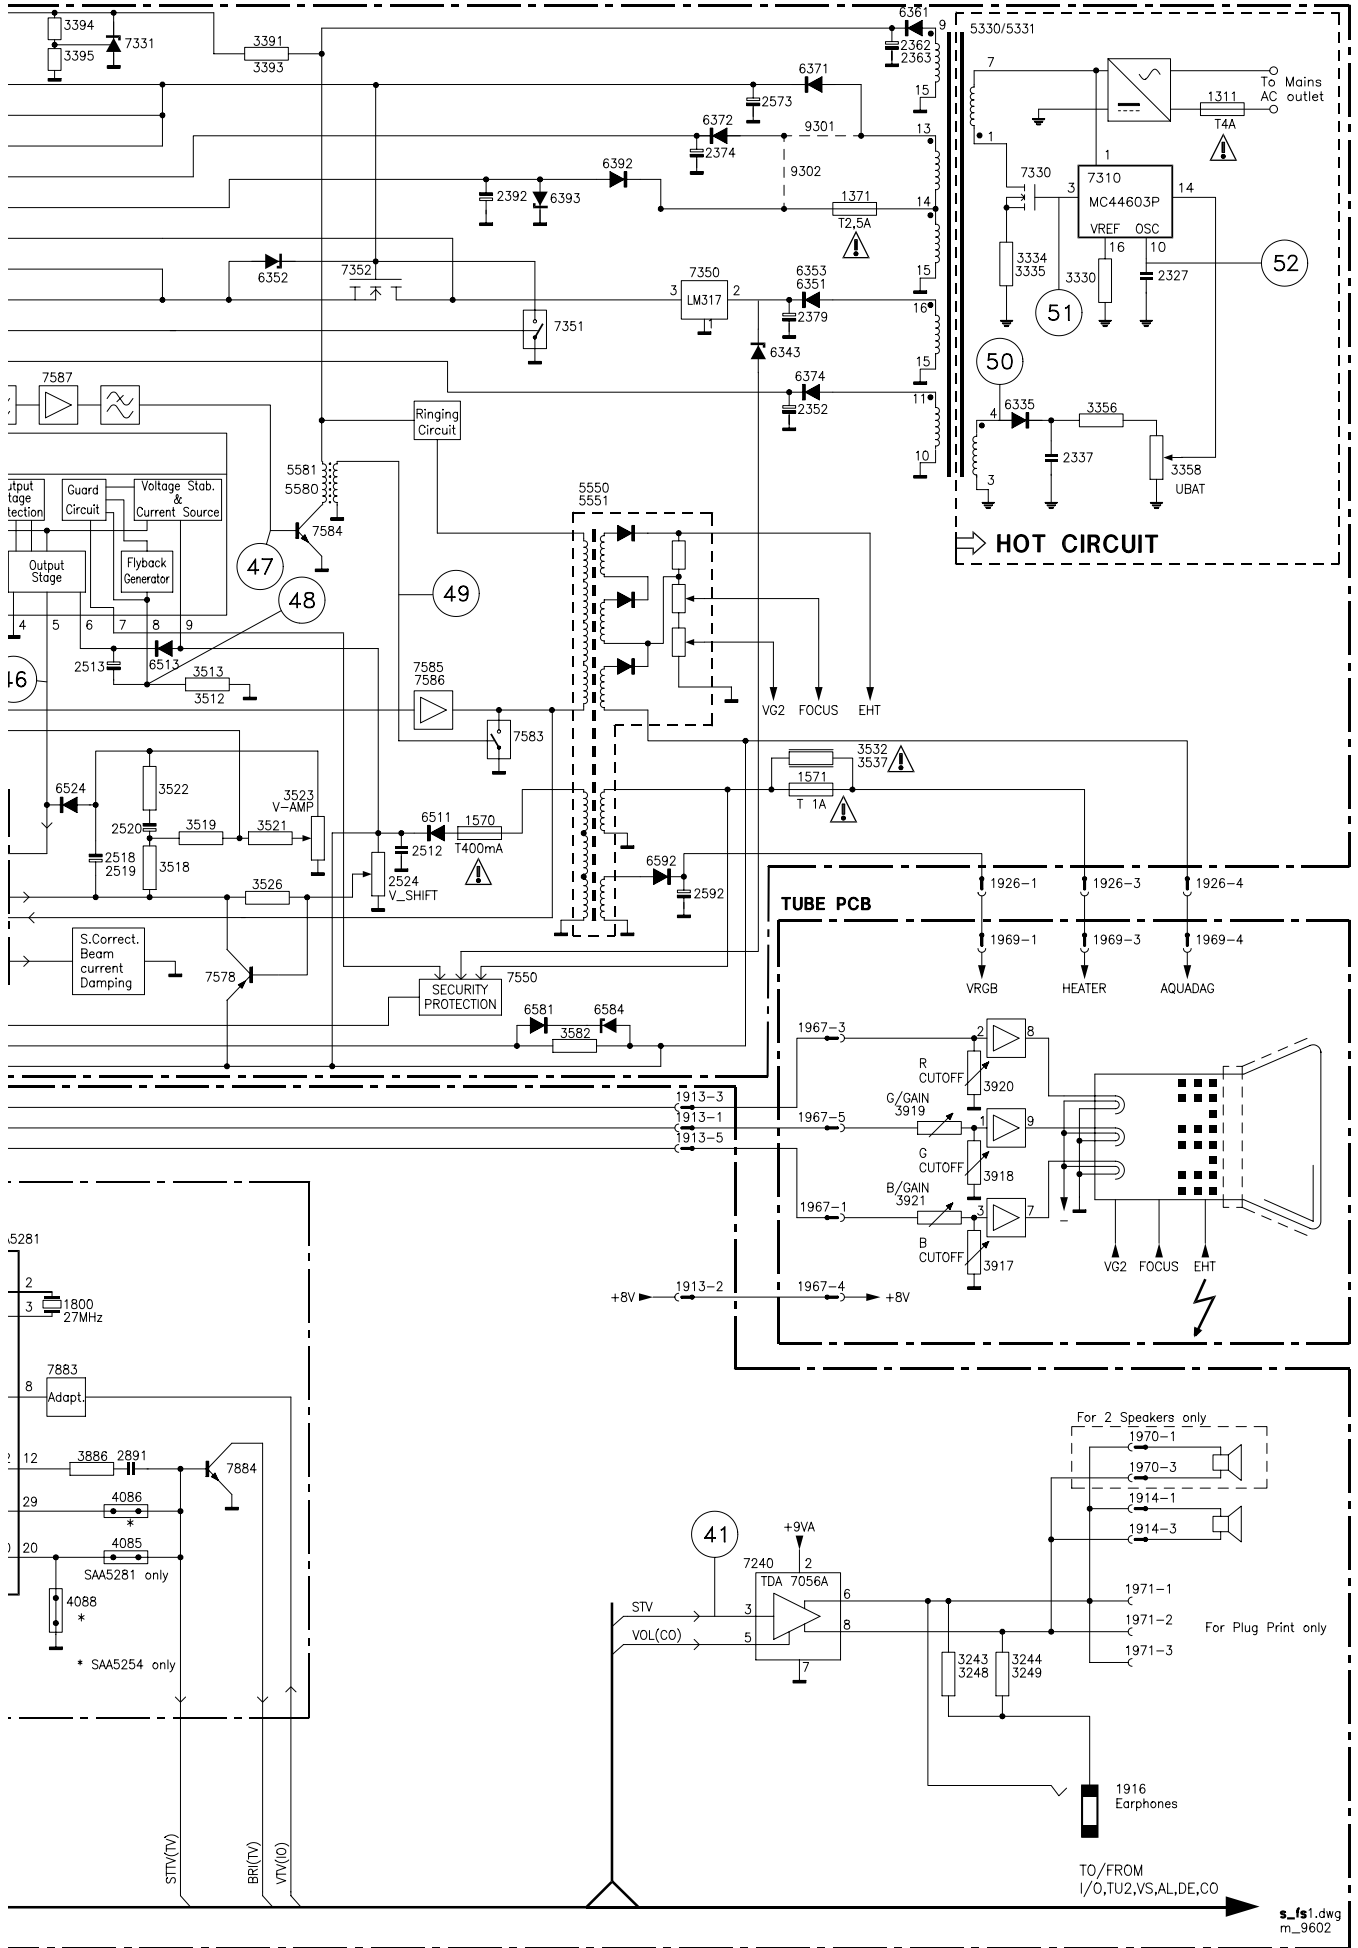 3394
3395
7331
3391
3393
6361
9
2362
2363
15
5330/5331
7
To Mains
AC outlet
1311
T4A
6371
2573
6372
2374
9301
9302
13
1
1
7330
3
7310
MC44603P
14
VREF
OSC
16
10
6392
2392
6393
1371
T2,5A
14
15
3334
3335
3330
2327
51
52
6352
7352
7350
3
LM317
2
1
6353
6351
2379
16
15
7351
6343
50
7587
Ringing
Circuit
6374
2352
11
10
4
6335
3356
2337
3358
UBAT
3
HOT CIRCUIT
5581
5580
7584
5550
5551
Guard
Circuit
Voltage Stab.
&
Current Source
Output
Stage
Flyback
Generator
47
48
49
4
5
6
7
8
9
2513
6513
3513
3512
46
7585
7586
7583
VG2
FOCUS
EHT
3532
3537
1571
T 1A
6524
3522
2520
3519
3521
3523
V-AMP
2518
2519
3518
6511
1570
T400mA
2512
2524
V_SHIFT
3526
6592
2592
1926-1
1926-3
1926-4
TUBE PCB
1969-1
1969-3
1969-4
VRGB
HEATER
AQUADAG
S.Correct.
Beam
current
Damping
7578
SECURITY
PROTECTION
7550
6581
6584
3582
1967-3
2
8
R
CUTOFF
3920
1913-3
1913-1
1913-5
G/GAIN
3919
1967-5
1
9
G
CUTOFF
3918
B/GAIN
3921
1967-1
3
7
B
CUTOFF
3917
VG2
FOCUS
EHT
+8V
1913-2
1967-4
+8V
5281
2
3
1800
27MHz
7883
8
Adapt.
12
3886
2891
7884
29
4086
*
20
4085
SAA5281 only
4088
*
* SAA5254 only
For 2 Speakers only
1970-1
1970-3
1914-1
1914-3
41
+9VA
7240
2
TDA 7056A
STV
3
6
VOL(CO)
5
8
7
1971-1
1971-2
1971-3
For Plug Print only
3243
3248
3244
3249
1916
Earphones
STTV(TV)
BRI(TV)
VTV(IO)
TO/FROM
I/O,TU2,VS,AL,DE,CO
s_fs1.dwg
m_9602